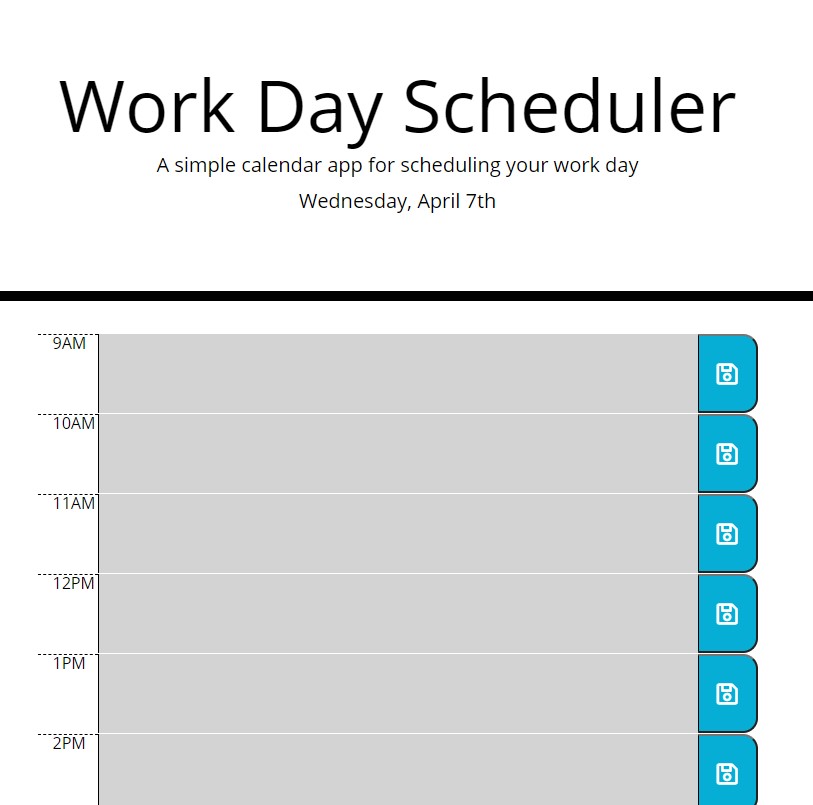 Work Day Scheduler
A simple calendar app for scheduling your work day
Wednesday, April 7th
9AM
10AM
11AM
12PM
1PM
2PM